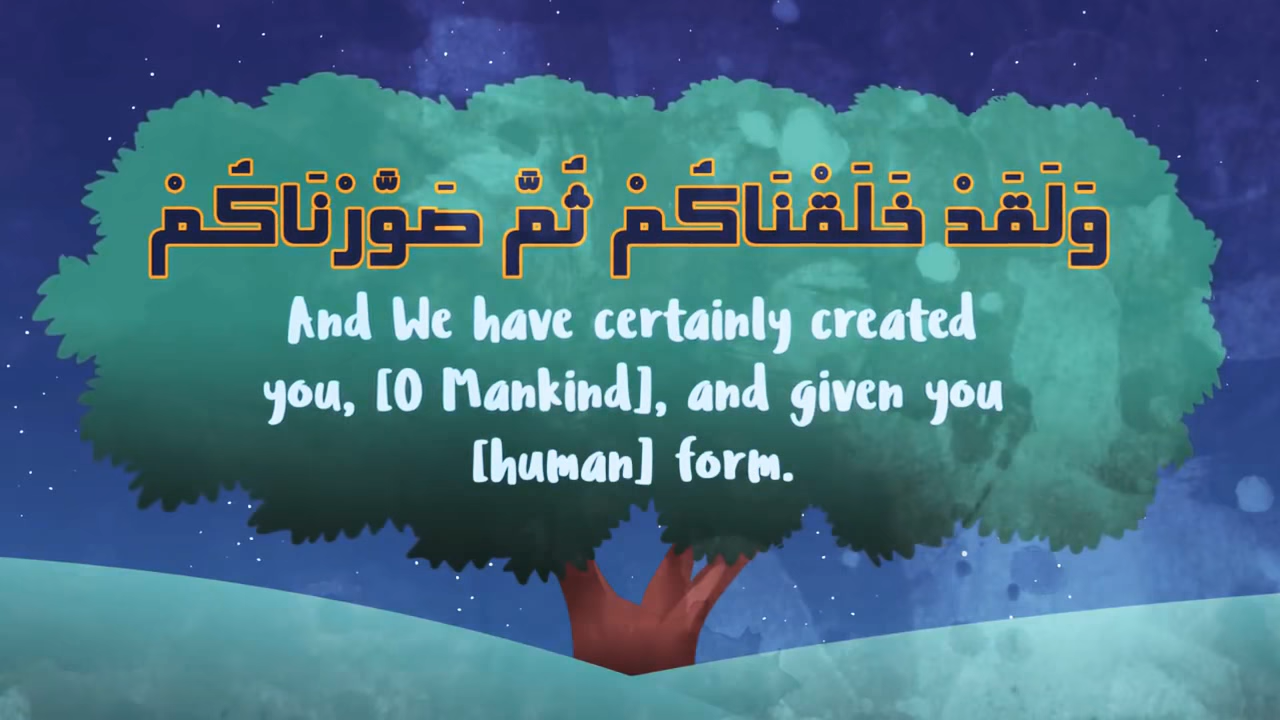 وَلَقَدْ خَلَقْنَاكُمْ ثُمَّ صَوَّرْنَاكُمْ
And We have certainly created
you, [O Mankind], and given you
[human] form.